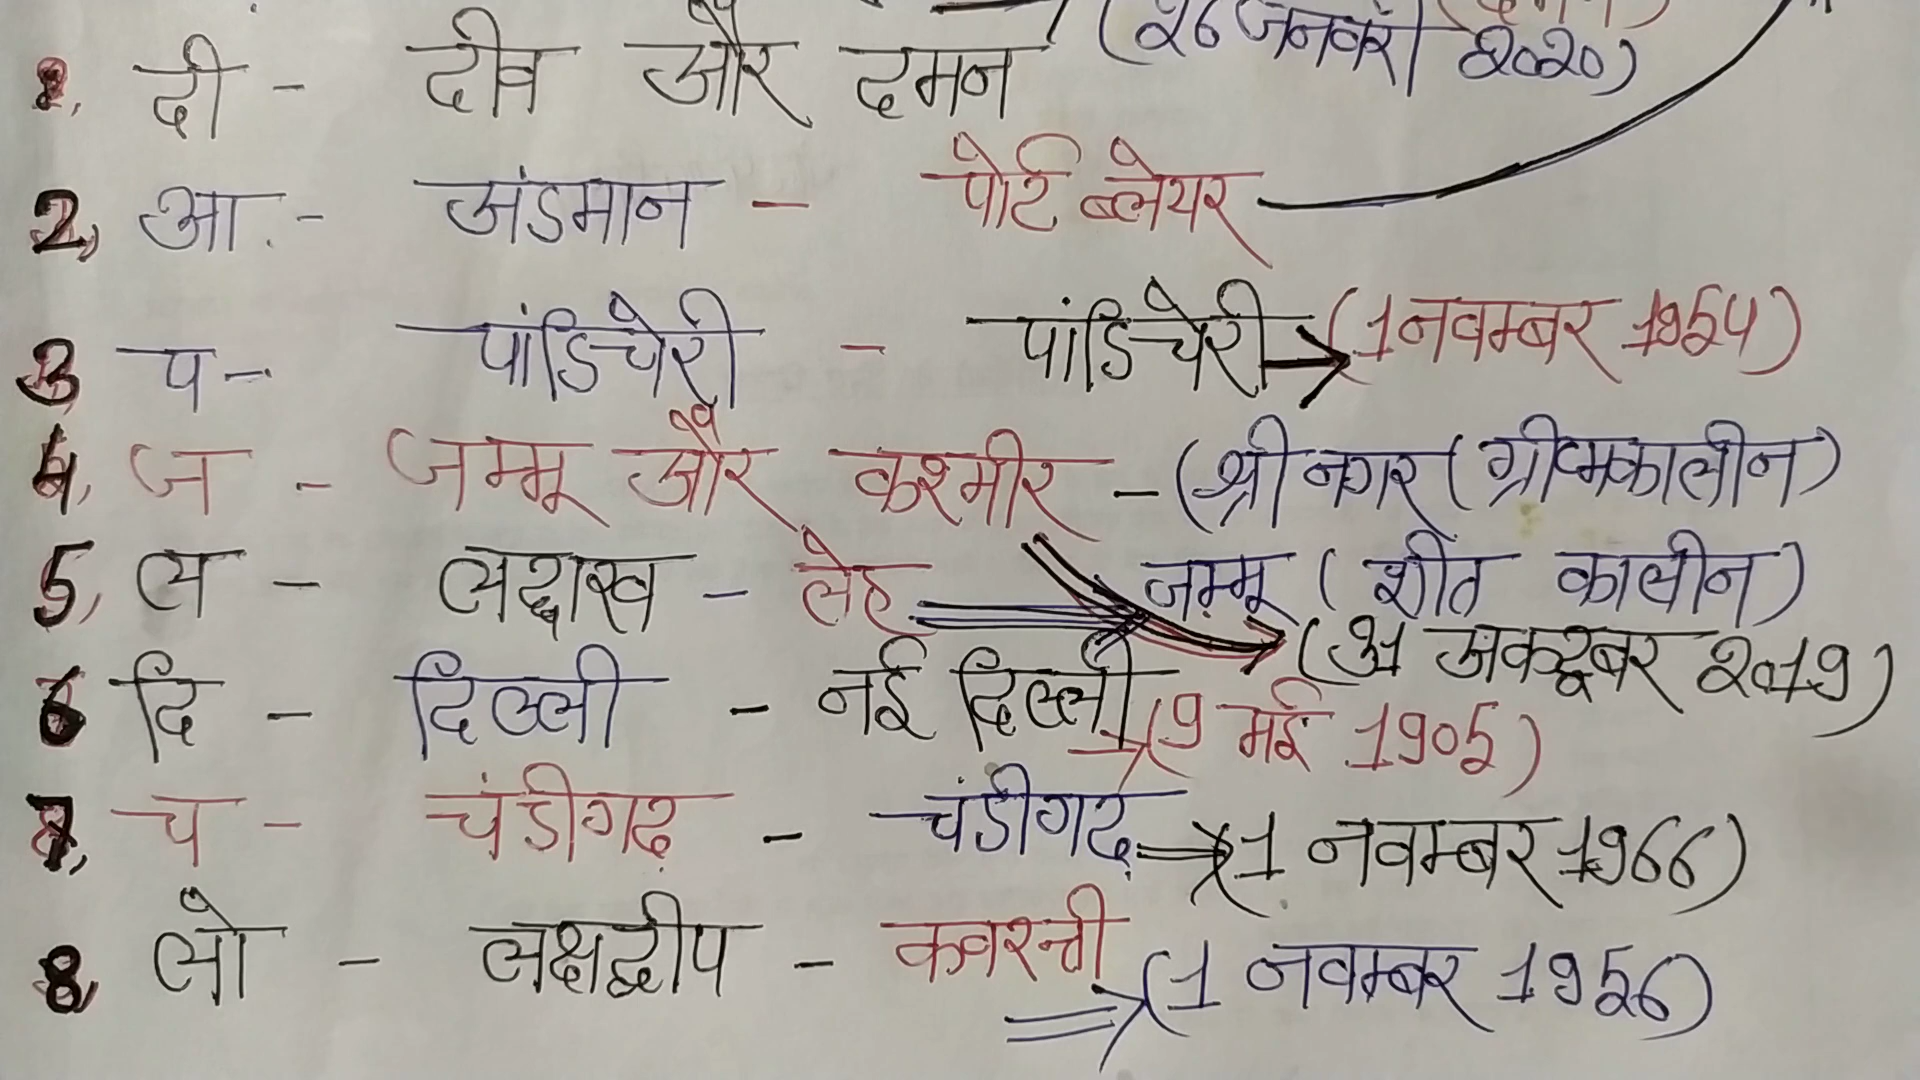 (26 जनवरी 2020)
1, दी - दीव और दमन
2, आ - अंडमान - पोर्ट ब्लेयर
3 प - पांडिचेरी - पांडिचेरी → (1 नवम्बर 1954)
4, ज - जम्मू और कश्मीर - (श्रीनगर (ग्रीष्मकालीन)
5, ल - लद्दाख - लेह जम्मू (शीत कालीन)
(31 अक्टूबर 2019)
6 दि - दिल्ली - नई दिल्ली → (9 मई 1905)
7, च - चंडीगढ़ - चंडीगढ़ → (1 नवम्बर 1966)
8, लो - लक्षद्वीप - कवरत्ती
⇒ (1 नवम्बर 1956)